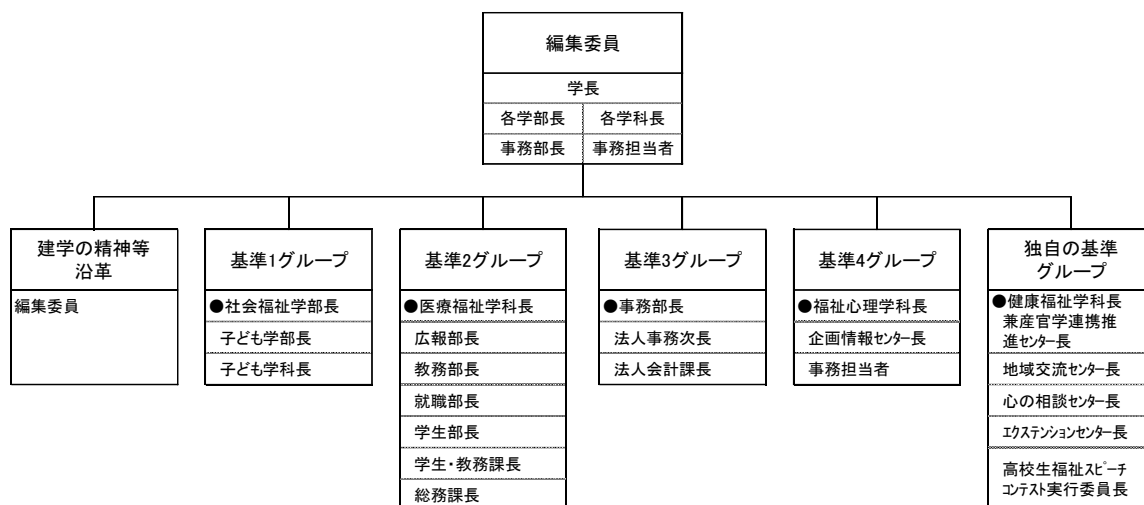 編集委員
学長
各学部長
各学科長
事務部長
事務担当者
建学の精神等
沿革
編集委員
基準1グループ
●社会福祉学部長
子ども学部長
子ども学科長
基準2グループ
●医療福祉学科長
広報部長
教務部長
就職部長
学生部長
学生・教務課長
総務課長
基準3グループ
●事務部長
法人事務次長
法人会計課長
基準4グループ
●福祉心理学科長
企画情報センター長
事務担当者
独自の基準
グループ
●健康福祉学科長
兼産官学連携推
進センター長
地域交流センター長
心の相談センター長
エクステンションセンター長
高校生福祉スピーチ
コンテスト実行委員長